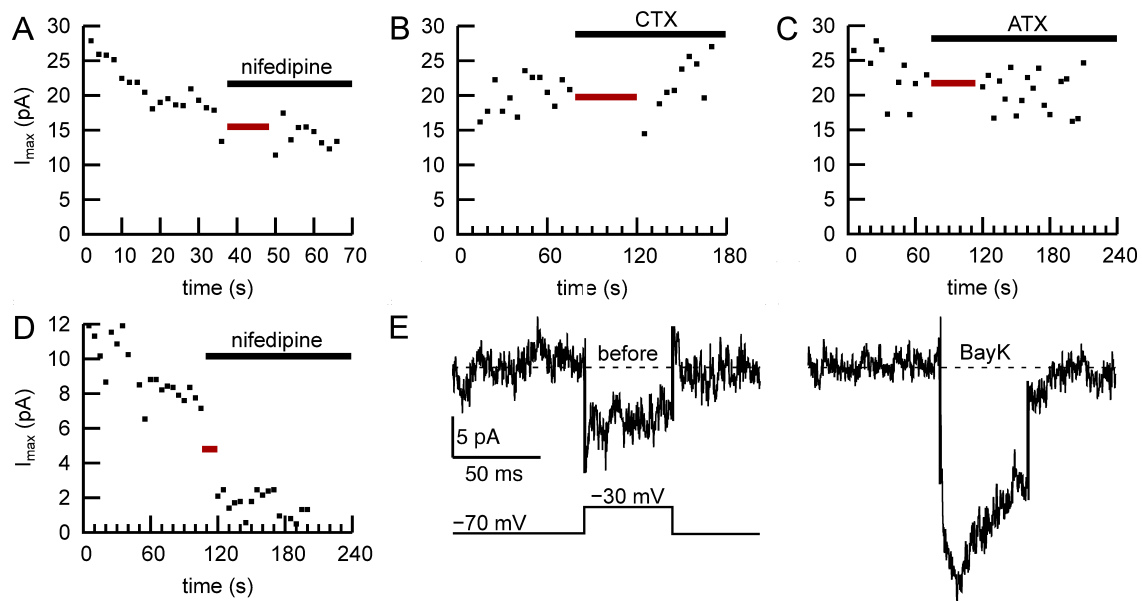 A
nifedipine
30
25
20
15
10
5
0
I max (pA)
0 10 20 30 40 50 60 70
time (s)
B
CTX
30
25
20
15
10
5
0
0 60 120 180
time (s)
C
ATX
30
25
20
15
10
5
0
0 60 120 180 240
time (s)
D
nifedipine
12
10
8
6
4
2
0
I max (pA)
0 60 120 180 240
time (s)
E
before
5 pA
50 ms
−30 mV
−70 mV
BayK